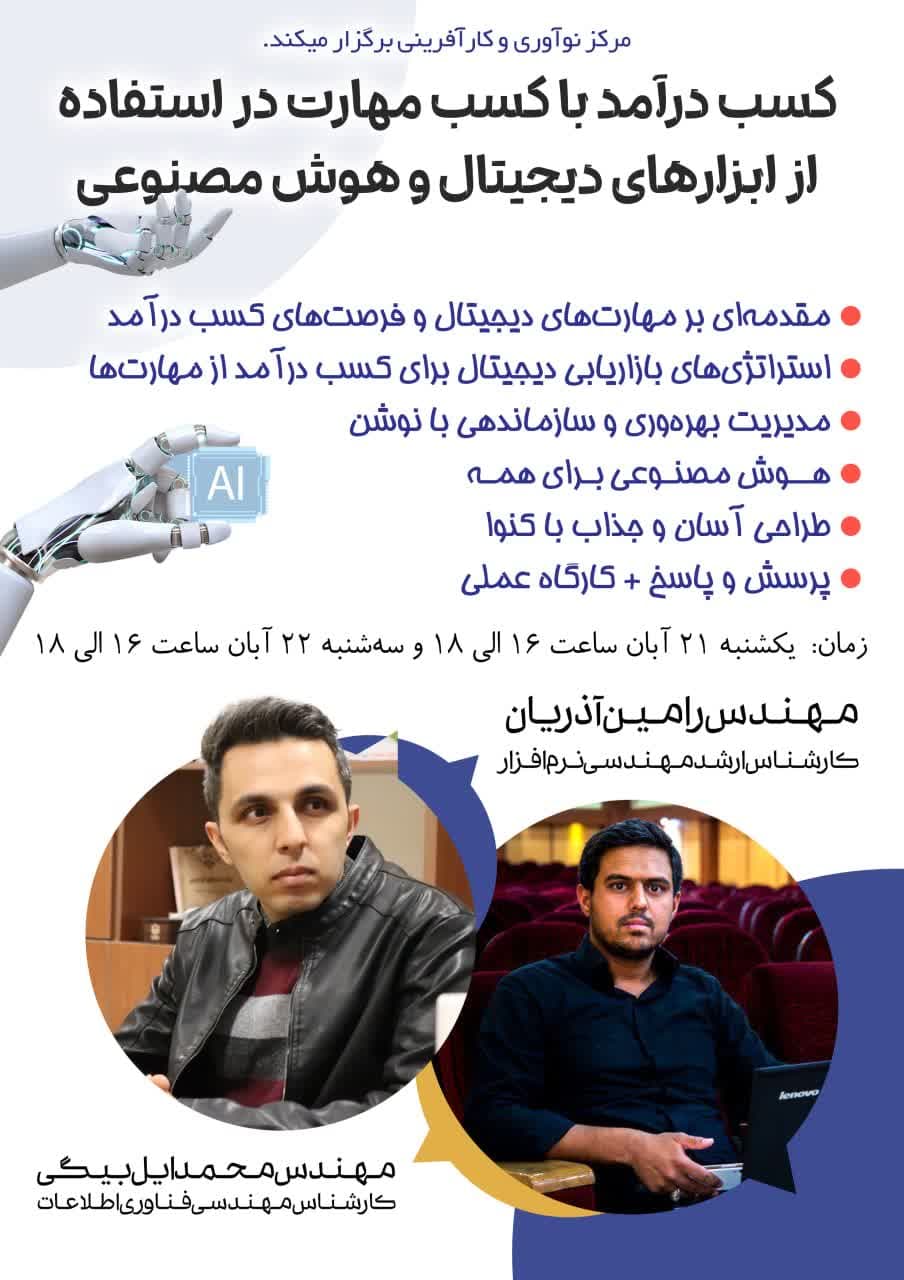 مرکز نوآوری و کارآفرینی برگزار میکند.
کسب درآمد با کسب مهارت در استفاده
از ابزارهای دیجیتال و هوش مصنوعی
مقدمه‌ای بر مهارت‌های دیجیتال و فرصت‌های کسب درآمد
استراتژی‌های بازاریابی دیجیتال برای کسب درآمد از مهارت‌ها
مدیریت بهره‌وری و سازماندهی با نوشن
هوش مصنوعی برای همه
AI
طراحی آسان و جذاب با کنوا
پرسش و پاسخ + کارگاه عملی
زمان: یکشنبه ۲۱ آبان ساعت ۱۶ الی ۱۸ و سه‌شنبه ۲۲ آبان ساعت ۱۶ الی ۱۸
مهندس رامین آذریان
کارشناس ارشد مهندسی نرم افزار
lenovo
مهندس محمد ایل بیگی
کارشناس مهندسی فناوری اطلاعات